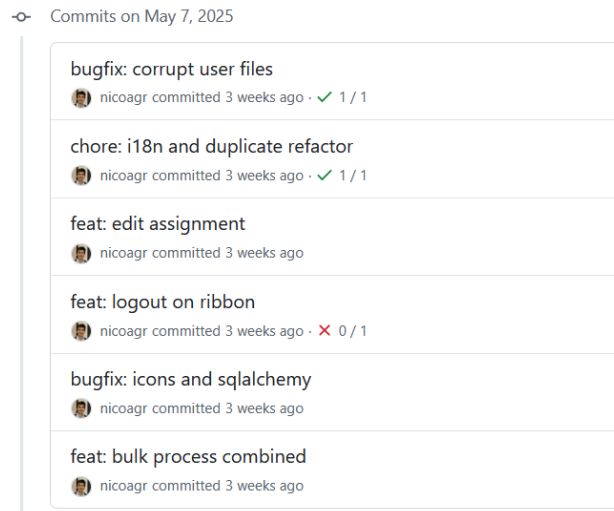 Commits on May 7, 2025
bugfix: corrupt user files
nicoagr committed 3 weeks ago · ✓ 1 / 1
chore: i18n and duplicate refactor
nicoagr committed 3 weeks ago · ✓ 1 / 1
feat: edit assignment
nicoagr committed 3 weeks ago
feat: logout on ribbon
nicoagr committed 3 weeks ago · ✕ 0 / 1
bugfix: icons and sqlalchemy
nicoagr committed 3 weeks ago
feat: bulk process combined
nicoagr committed 3 weeks ago